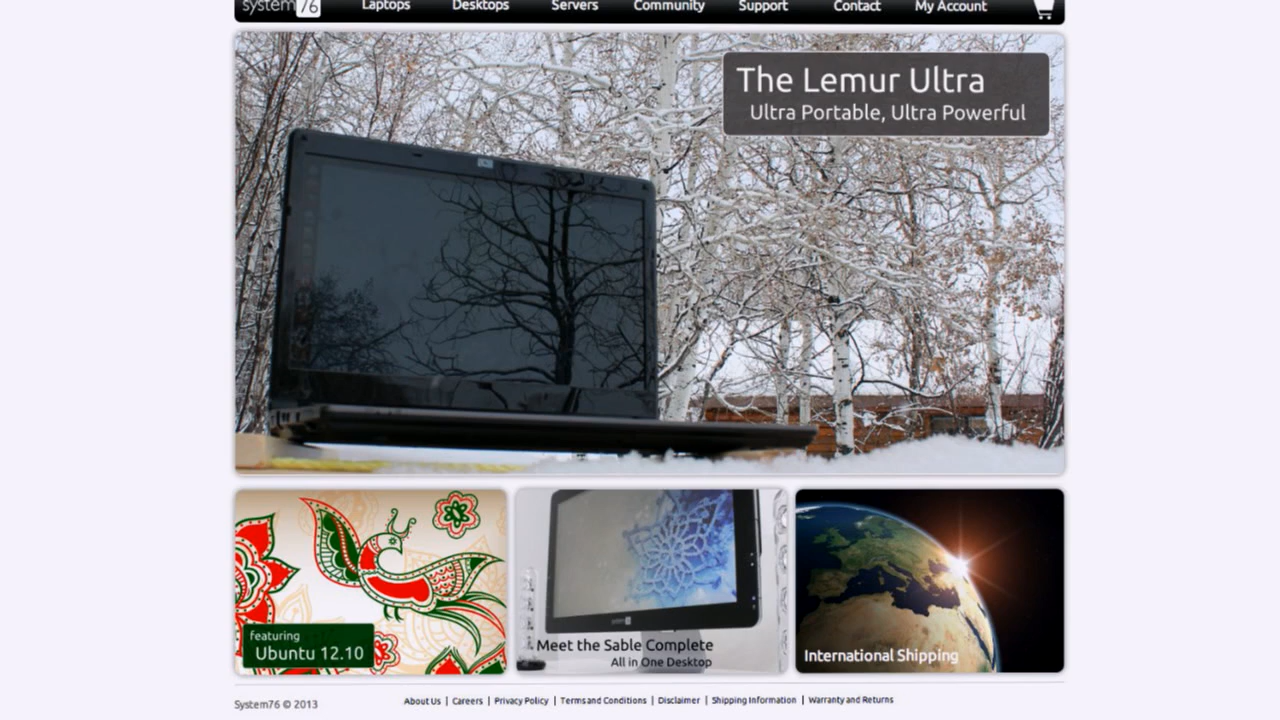 system76 Laptops Desktops Servers Community Support Contact My Account
The Lemur Ultra
Ultra Portable, Ultra Powerful
featuring
Ubuntu 12.10
Meet the Sable Complete
All in One Desktop
International Shipping
System76 © 2013 About Us | Careers | Privacy Policy | Terms and Conditions | Disclaimer | Shipping Information | Warranty and Returns